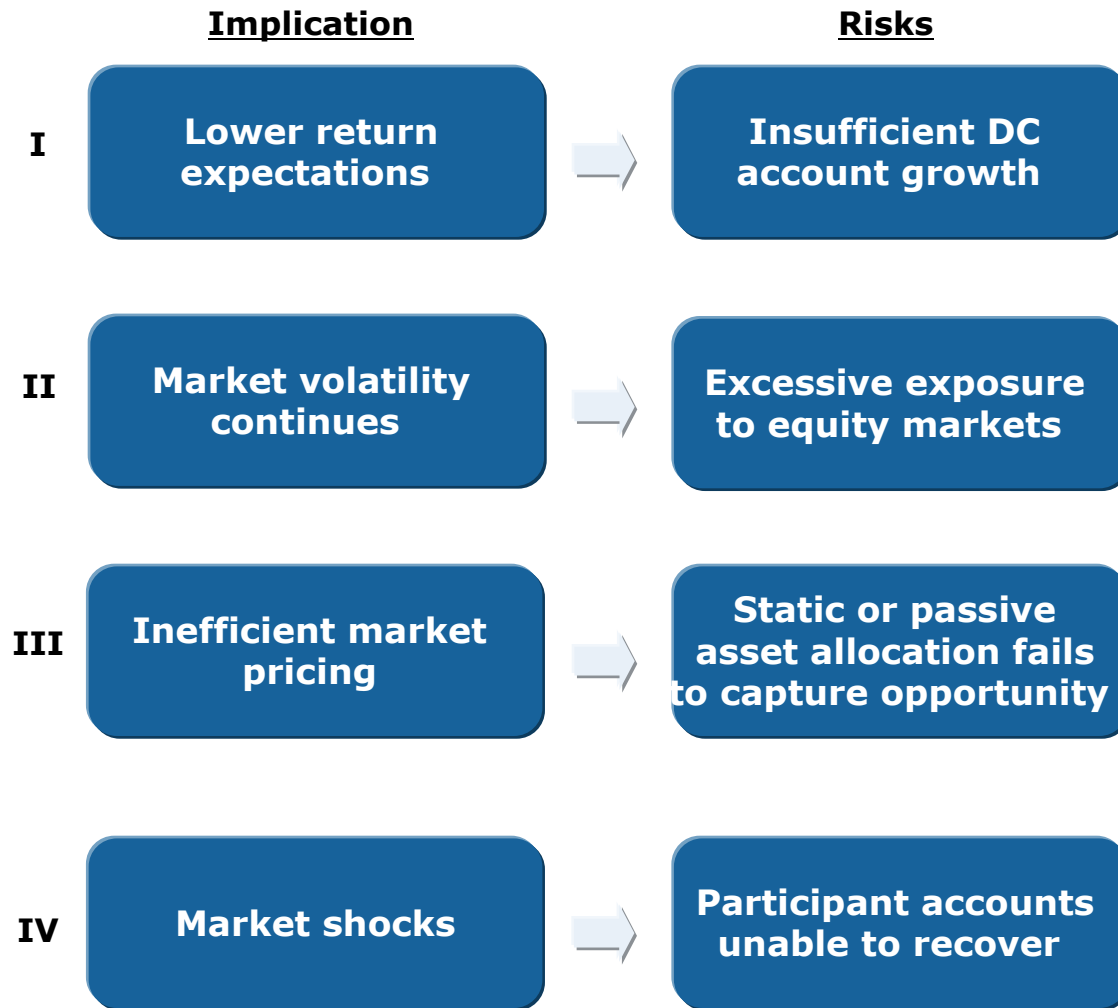 Implication
Risks
I
Lower return
expectations
Insufficient DC
account growth
II
Market volatility
continues
Excessive exposure
to equity markets
III
Inefficient market
pricing
Static or passive
asset allocation fails
to capture opportunity
IV
Market shocks
Participant accounts
unable to recover